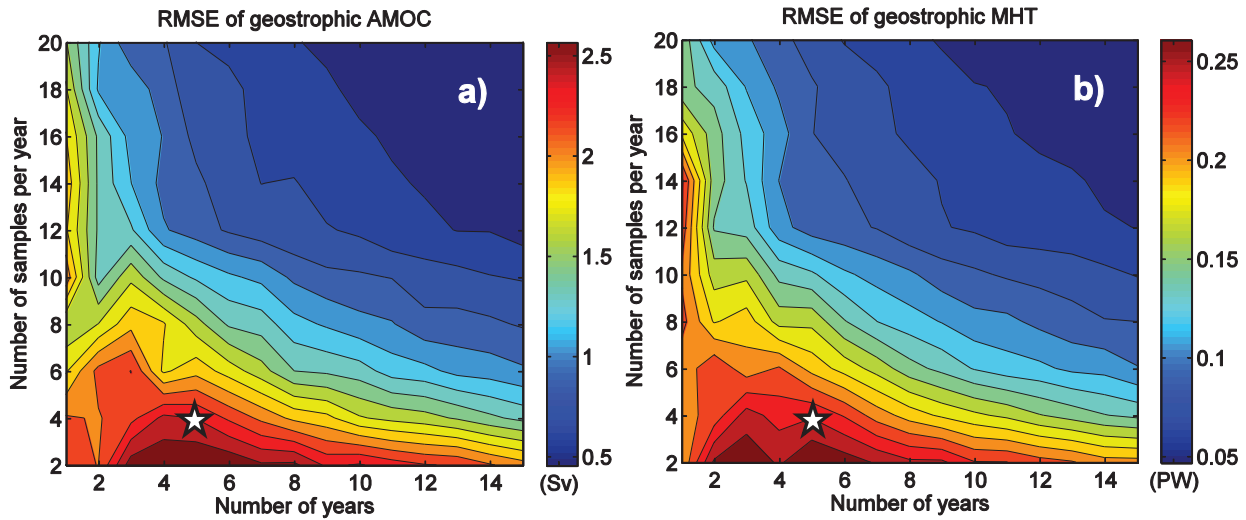 RMSE of geostrophic AMOC
20
18
16
14
12
10
8
6
4
2
Number of samples per year
a)
2 4 6 8 10 12 14
Number of years
2.5
2
1.5
1
0.5
(Sv)
RMSE of geostrophic MHT
20
18
16
14
12
10
8
6
4
2
Number of samples per year
b)
2 4 6 8 10 12 14
Number of years
0.25
0.2
0.15
0.1
0.05
(PW)